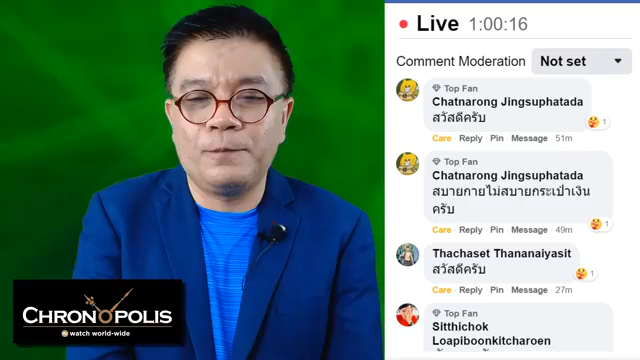 Live 1:00:16
Comment Moderation Not set
Top Fan
Chatnarong Jingsuphatada
สวัสดีครับ
1
Care · Reply Pin Message · 51m
Top Fan
Chatnarong Jingsuphatada
สบายกายไม่สบายกระเป๋าเงิน
ครับ
1
Care · Reply Pin Message · 49m
Thachaset Thananaiyasit
สวัสดีครับ
1
Care · Reply Pin Message · 27m
Top Fan
Sitthichok
Loapiboonkitcharoen
CHRONOPOLIS
watch world-wide